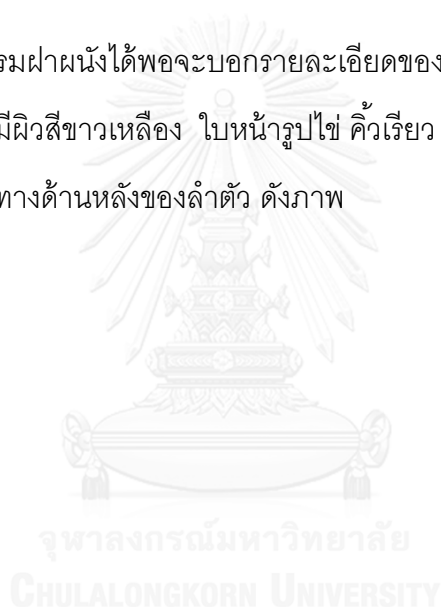 รมฝาผนังได้พอจะบอกรายละเอียดของ
มีผิวสีขาวเหลือง ใบหน้ารูปไข่ คิ้วเรียว
ทางด้านหลังของลำตัว ดังภาพ
จุฬาลงกรณ์มหาวิทยาลัย
CHULALONGKORN UNIVERSITY